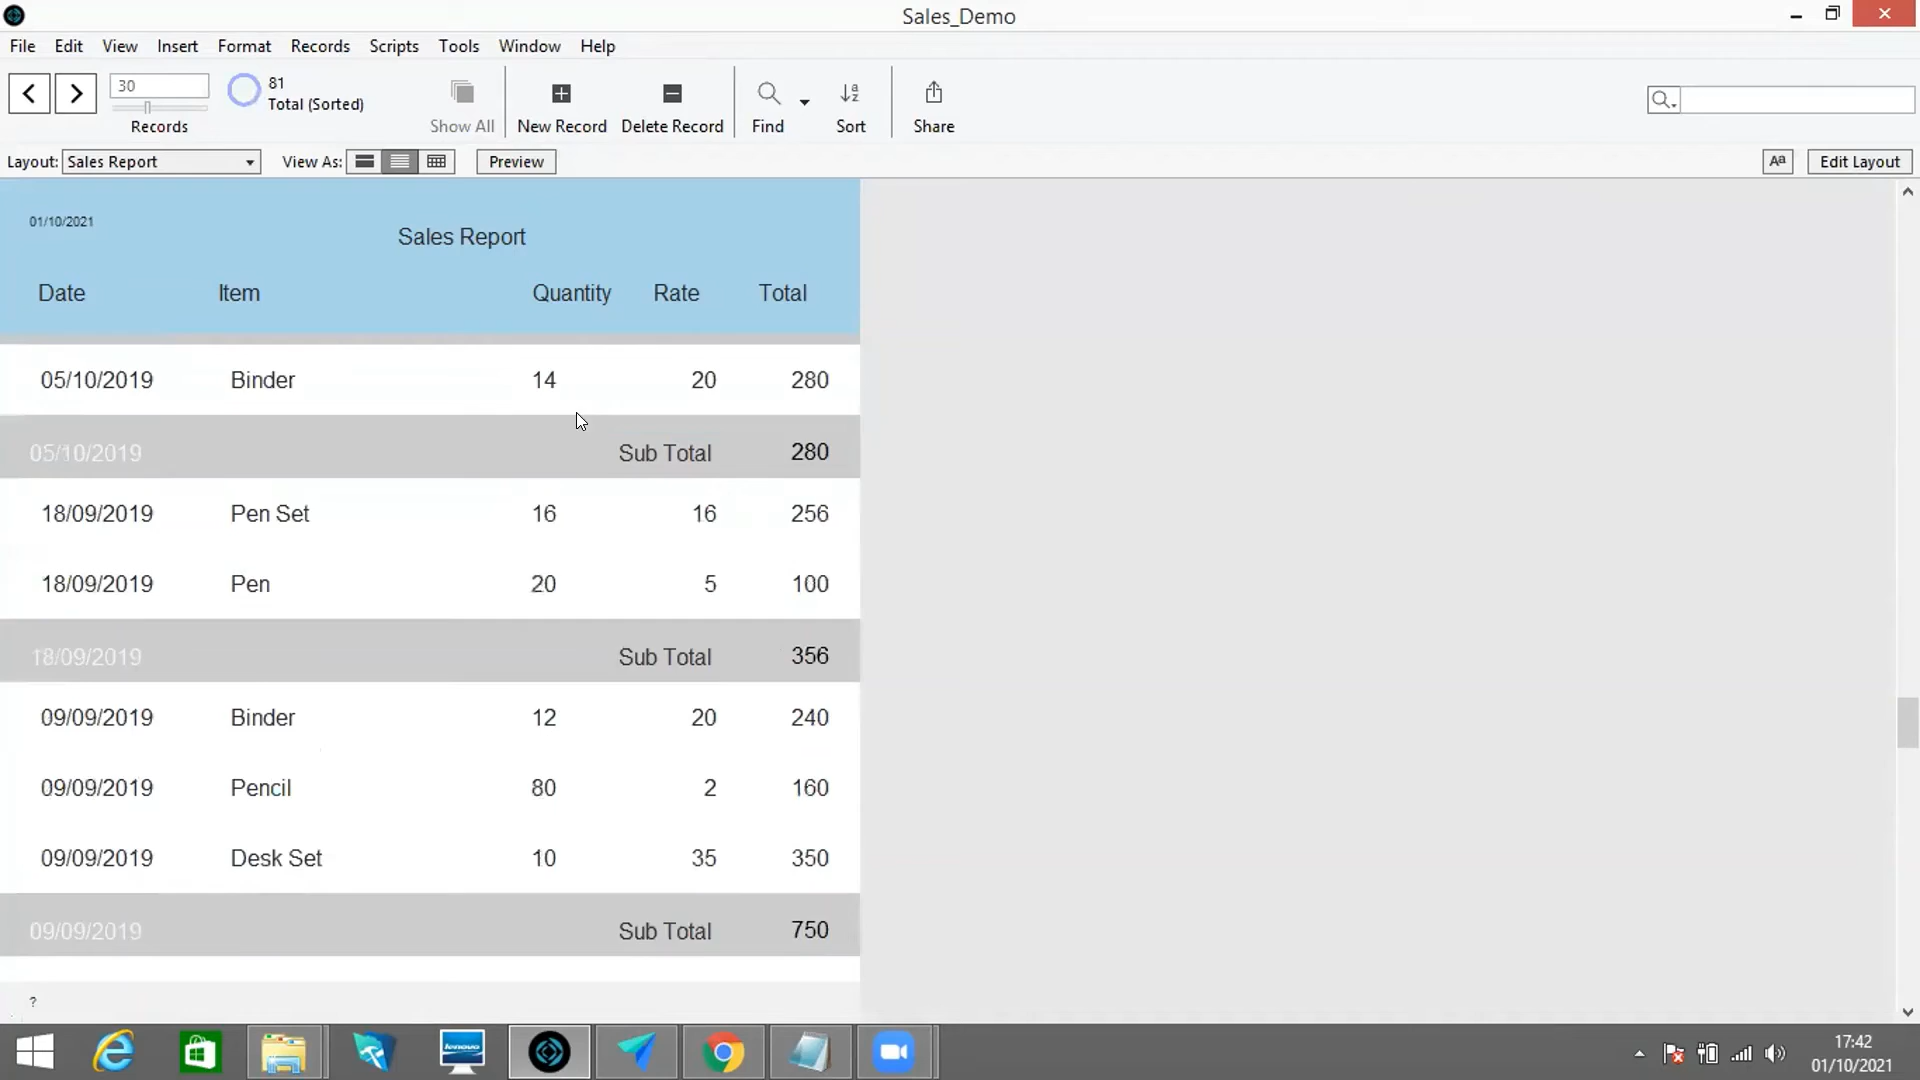 Sales_Demo
File Edit View Insert Format Records Scripts Tools Window Help
30
81
Total (Sorted)
Records
Show All
New Record
Delete Record
Find
Sort
Share
Layout: Sales Report View As: Preview Aa Edit Layout
01/10/2021
Sales Report
Date Item Quantity Rate Total
05/10/2019 Binder 14 20 280
05/10/2019 Sub Total 280
18/09/2019 Pen Set 16 16 256
18/09/2019 Pen 20 5 100
18/09/2019 Sub Total 356
09/09/2019 Binder 12 20 240
09/09/2019 Pencil 80 2 160
09/09/2019 Desk Set 10 35 350
09/09/2019 Sub Total 750
?
lenovo
17:42
01/10/2021